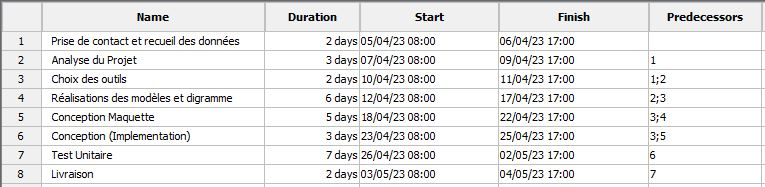 Name Duration Start Finish Predecessors
1 Prise de contact et recueil des données 2 days 05/04/23 08:00 06/04/23 17:00
2 Analyse du Projet 3 days 07/04/23 08:00 09/04/23 17:00 1
3 Choix des outils 2 days 10/04/23 08:00 11/04/23 17:00 1;2
4 Réalisations des modèles et digramme 6 days 12/04/23 08:00 17/04/23 17:00 2;3
5 Conception Maquette 5 days 18/04/23 08:00 22/04/23 17:00 3;4
6 Conception (Implementation) 3 days 23/04/23 08:00 25/04/23 17:00 3;5
7 Test Unitaire 7 days 26/04/23 08:00 02/05/23 17:00 6
8 Livraison 2 days 03/05/23 08:00 04/05/23 17:00 7